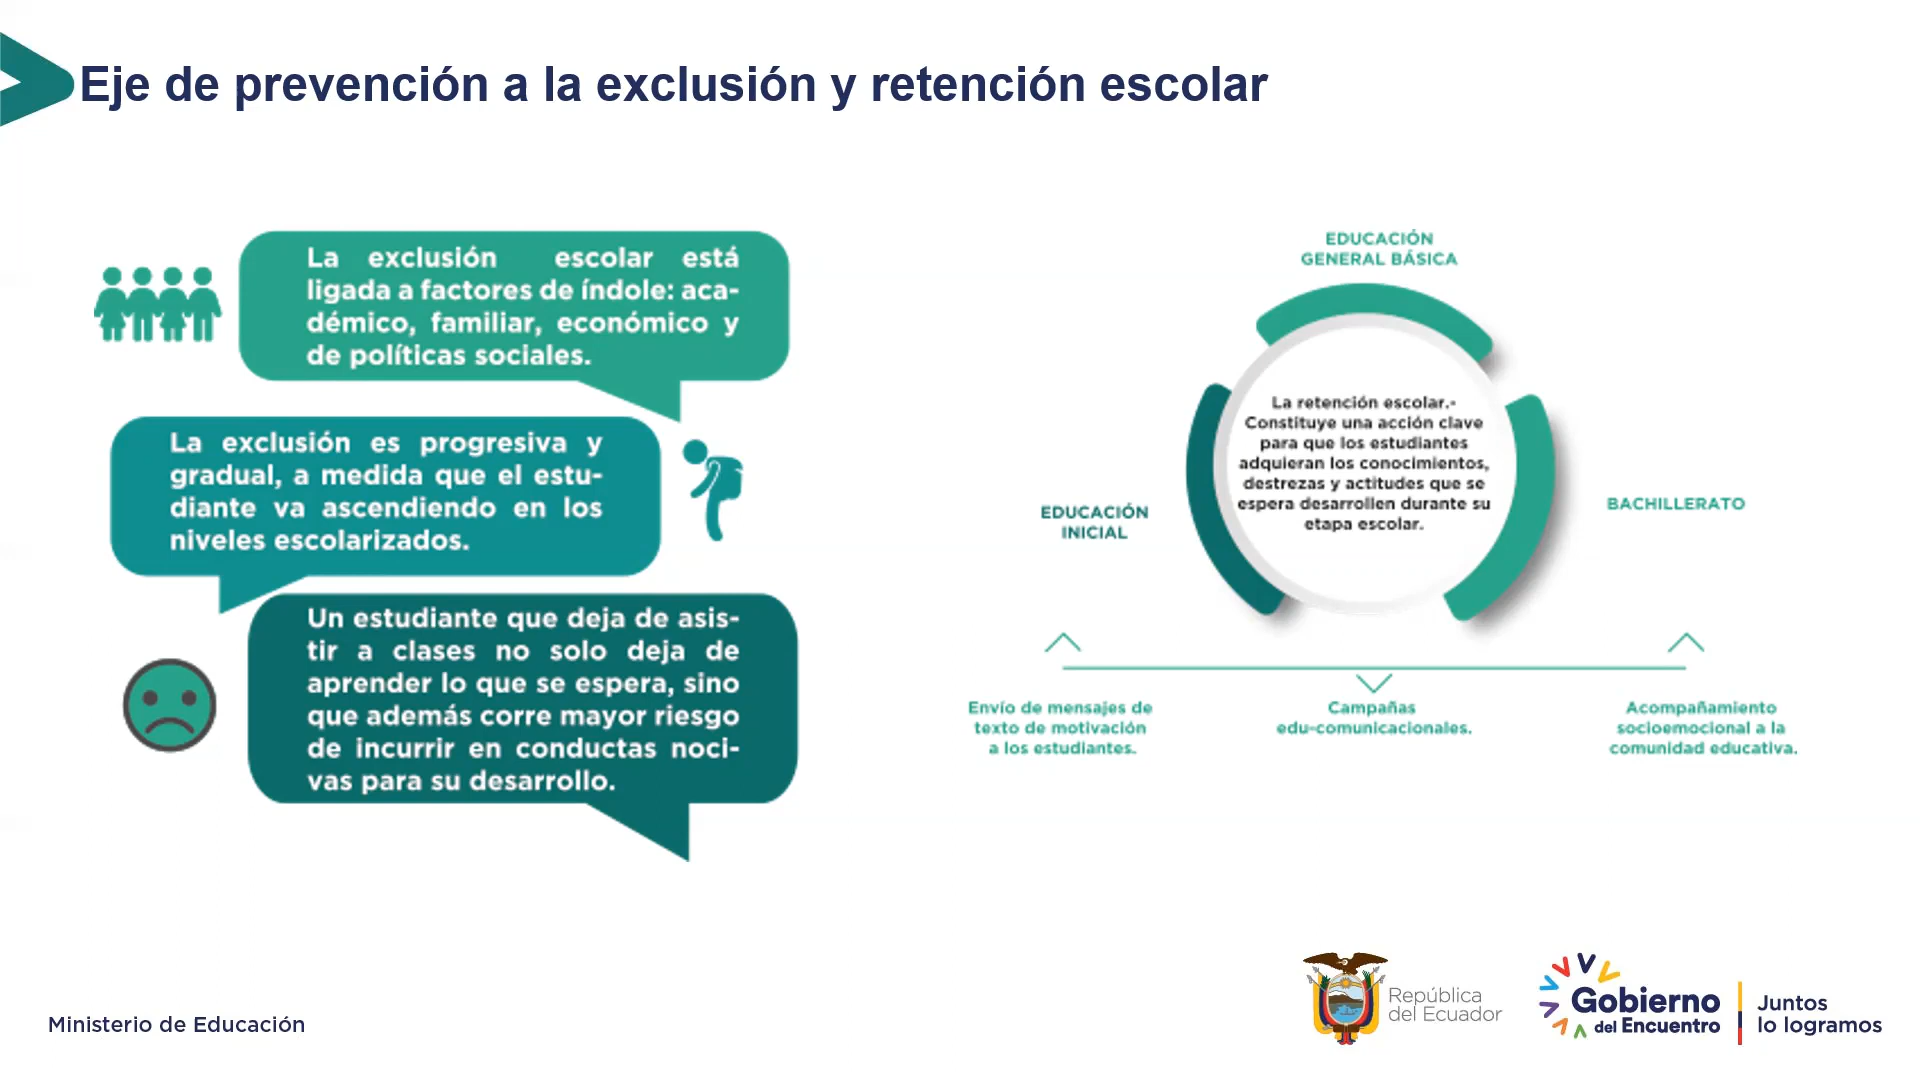 Eje de prevención a la exclusión y retención escolar
La exclusión escolar está
ligada a factores de índole: aca-
démico, familiar, económico y
de políticas sociales.
La exclusión es progresiva y
gradual, a medida que el estu-
diante va ascendiendo en los
niveles escolarizados.
Un estudiante que deja de asis-
tir a clases no solo deja de
aprender lo que se espera, sino
que además corre mayor riesgo
de incurrir en conductas noci-
vas para su desarrollo.
EDUCACIÓN
GENERAL BÁSICA
La retención escolar.-
Constituye una acción clave
para que los estudiantes
adquieran los conocimientos,
destrezas y actitudes que se
espera desarrollen durante su
etapa escolar.
EDUCACIÓN
INICIAL
BACHILLERATO
Envío de mensajes de
texto de motivación
a los estudiantes.
Campañas
edu-comunicacionales.
Acompañamiento
socioemocional a la
comunidad educativa.
Ministerio de Educación
República
del Ecuador
Gobierno
del Encuentro
Juntos
lo logramos